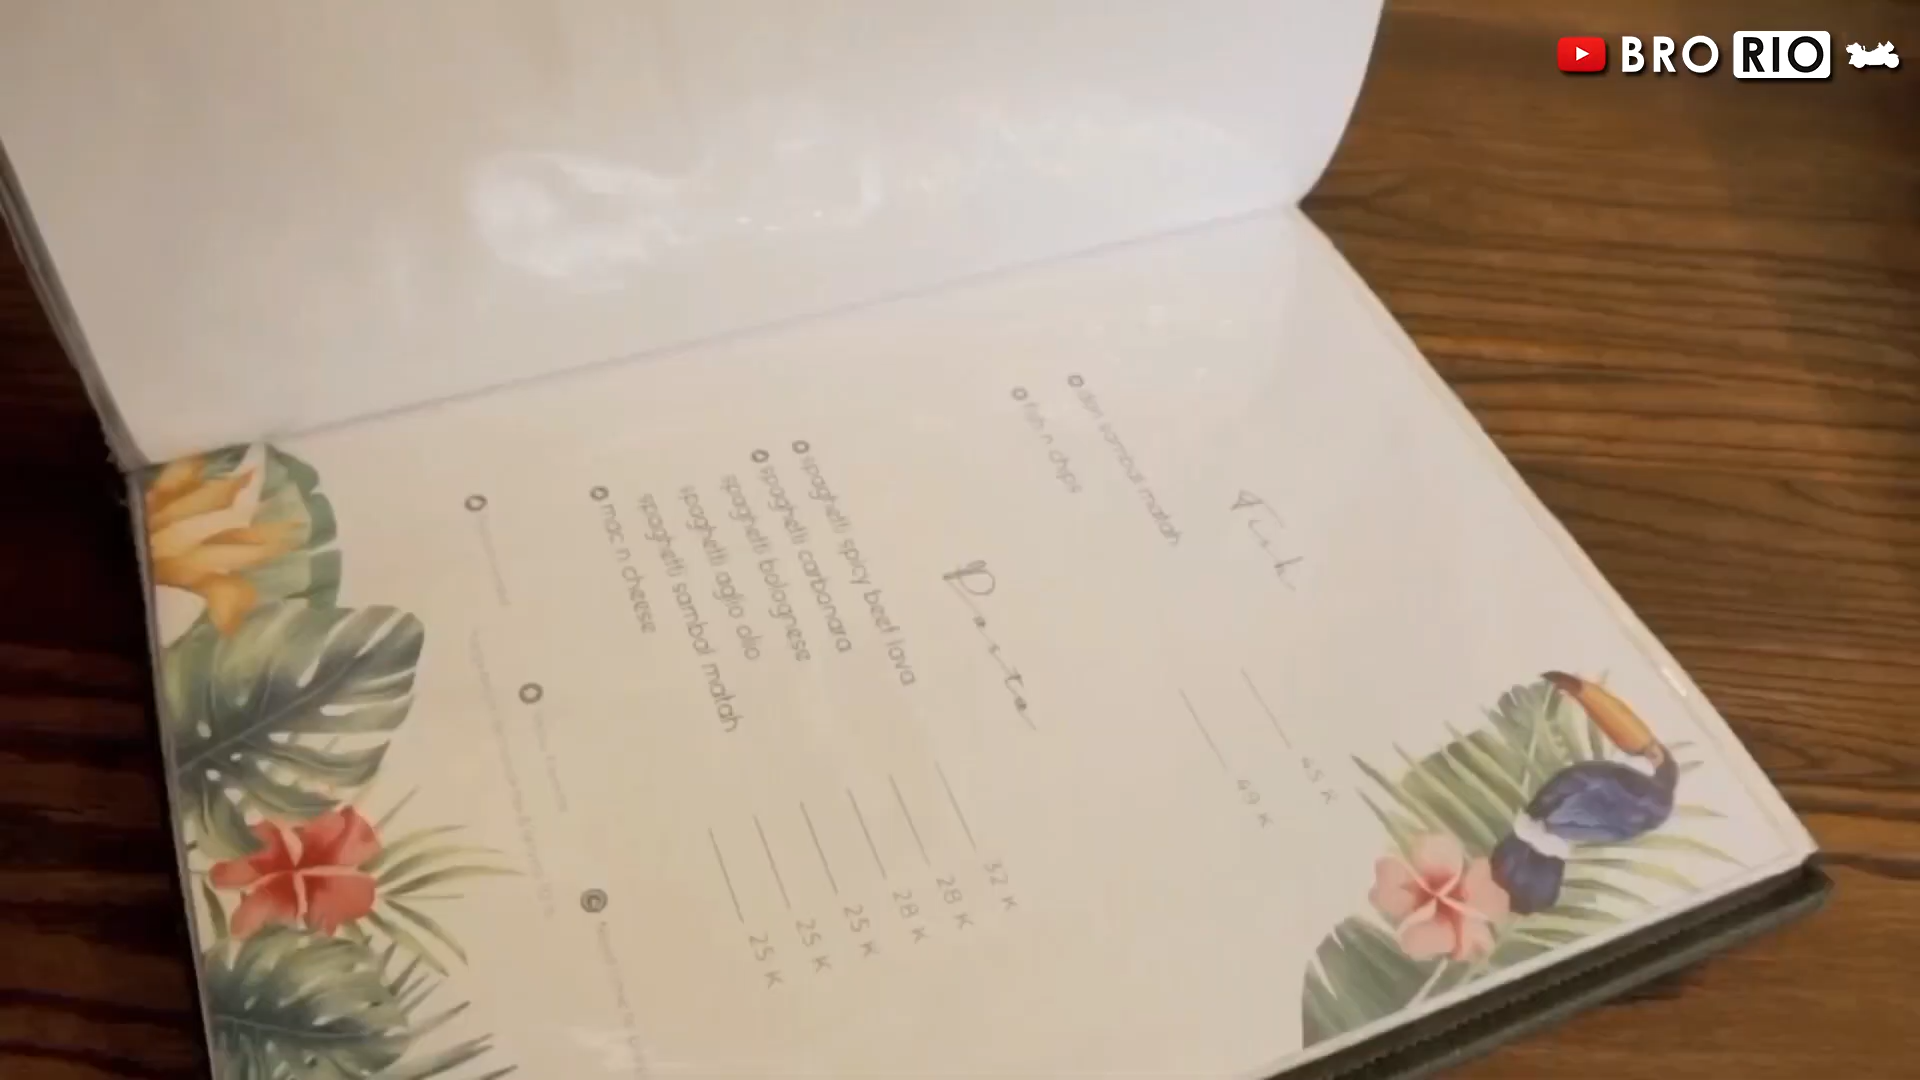 BRO RIO
Fish
dori sambal matah 45 K
fish n chips 49 K
Pasta
spaghetti spicy beef lava 32 K
spaghetti carbonara 28 K
spaghetti bolognese 28 K
spaghetti aglio olio 25 K
spaghetti sambal matah 25 K
mac n cheese 25 K